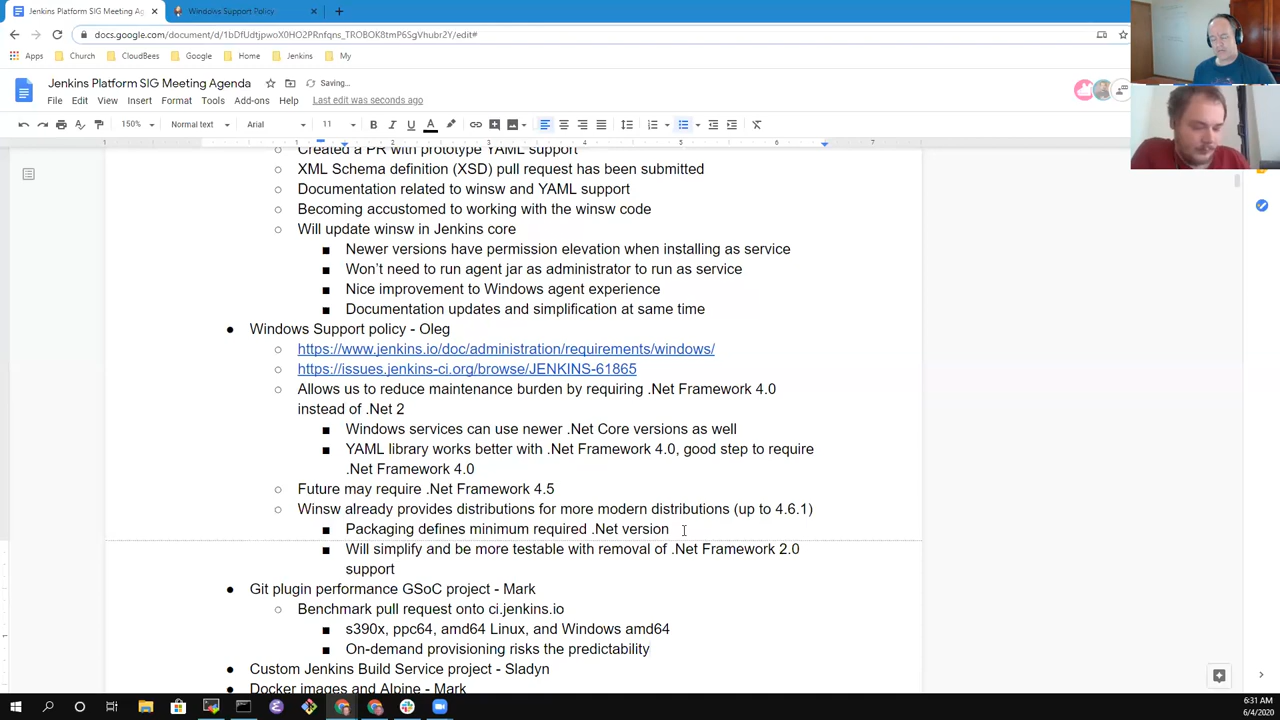 Jenkins Platform SIG Meeting Ag
Windows Support Policy
docs.google.com/document/d/1bDfUdtjpwoX0HO2PRnfqns_TROBOK8tmP6SgVhubr2Y/edit#
Apps Church CloudBees Google Home Jenkins My
Jenkins Platform SIG Meeting Agenda Saving...
File Edit View Insert Format Tools Add-ons Help Last edit was seconds ago
150% Normal text Arial 11
1 2 3 4 5 6 7
Created a PR with prototype YAML support
XML Schema definition (XSD) pull request has been submitted
Documentation related to winsw and YAML support
Becoming accustomed to working with the winsw code
Will update winsw in Jenkins core
Newer versions have permission elevation when installing as service
Won't need to run agent jar as administrator to run as service
Nice improvement to Windows agent experience
Documentation updates and simplification at same time
Windows Support policy - Oleg
https://www.jenkins.io/doc/administration/requirements/windows/
https://issues.jenkins-ci.org/browse/JENKINS-61865
Allows us to reduce maintenance burden by requiring .Net Framework 4.0
instead of .Net 2
Windows services can use newer .Net Core versions as well
YAML library works better with .Net Framework 4.0, good step to require
.Net Framework 4.0
Future may require .Net Framework 4.5
Winsw already provides distributions for more modern distributions (up to 4.6.1)
Packaging defines minimum required .Net version
Will simplify and be more testable with removal of .Net Framework 2.0
support
Git plugin performance GSoC project - Mark
Benchmark pull request onto ci.jenkins.io
s390x, ppc64, amd64 Linux, and Windows amd64
On-demand provisioning risks the predictability
Custom Jenkins Build Service project - Sladyn
Docker images and Alpine - Mark
6:31 AM
6/4/2020